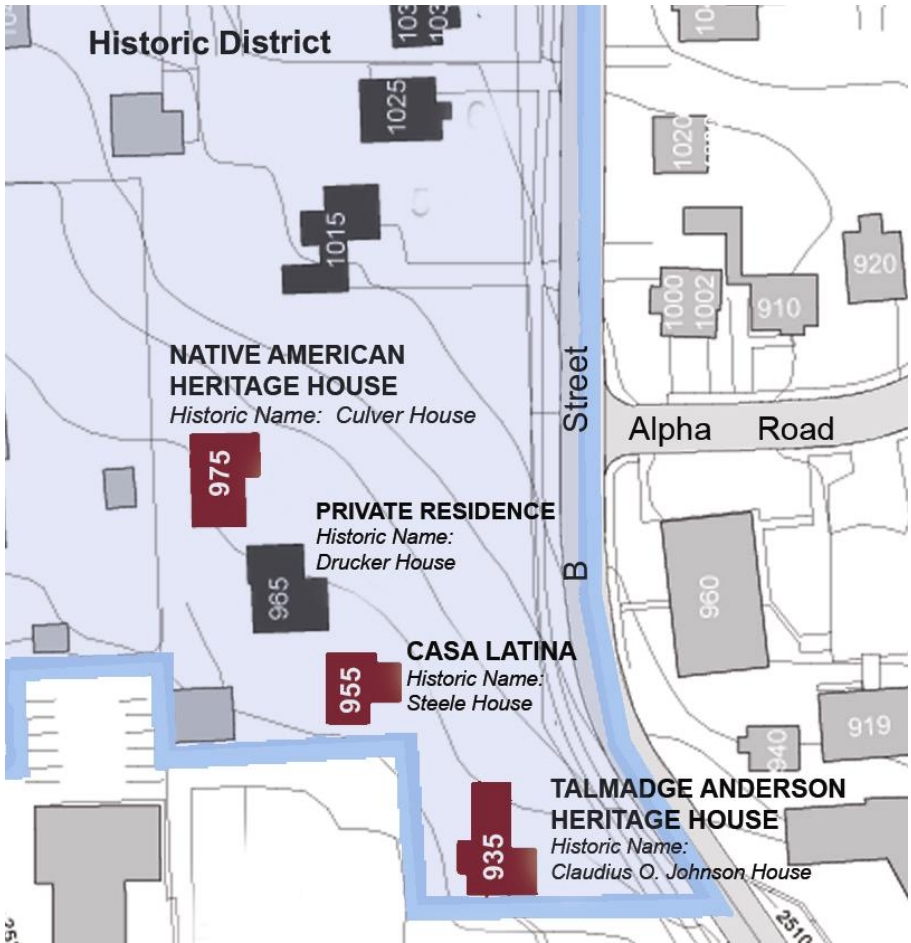 Historic District
1025
1020
1015
1000
1002
910
920
NATIVE AMERICAN
HERITAGE HOUSE
Historic Name: Culver House
975
B Street
Alpha Road
PRIVATE RESIDENCE
Historic Name:
Drucker House
965
960
CASA LATINA
Historic Name:
Steele House
955
919
940
TALMADGE ANDERSON
HERITAGE HOUSE
Historic Name:
Claudius O. Johnson House
935
2510